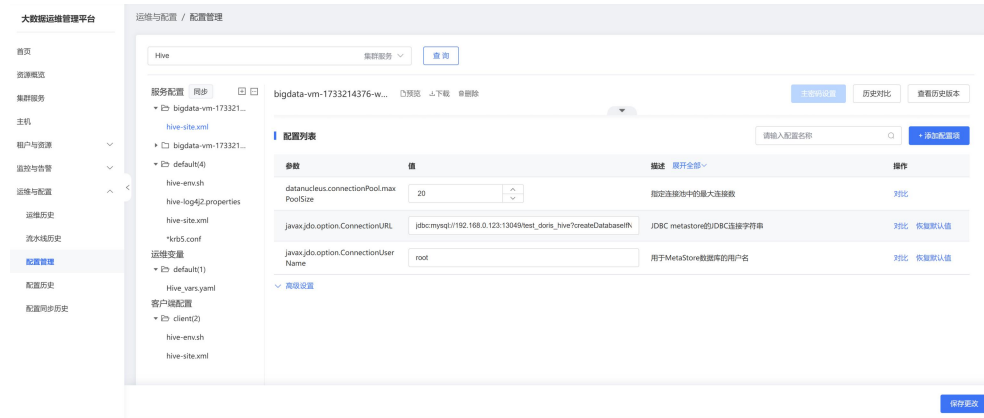 大数据运维管理平台
运维与配置 / 配置管理
首页
资源概览
集群服务
主机
租户与资源
监控与告警
运维与配置
运维历史
流水线历史
配置管理
配置历史
配置同步历史
Hive 集群服务 查 询
服务配置 同步
bigdata-vm-173321...
hive-site.xml
bigdata-vm-173321...
default(4)
hive-env.sh
hive-log4j2.properties
hive-site.xml
*krb5.conf
运维变量
default(1)
Hive_vars.yaml
客户端配置
client(2)
hive-env.sh
hive-site.xml
bigdata-vm-1733214376-w... 预览 下载 删除
主密码设置 历史对比 查看历史版本
配置列表
请输入配置名称 + 添加配置项
参数 值 描述 展开全部 操作
datanucleus.connectionPool.max
PoolSize 20 指定连接池中的最大连接数 对比
javax.jdo.option.ConnectionURL jdbc:mysql://192.168.0.123:13049/test_doris_hive?createDatabaseIfN JDBC metastore的JDBC连接字符串 对比 恢复默认值
javax.jdo.option.ConnectionUser
Name root 用于MetaStore数据库的用户名 对比 恢复默认值
高级设置
保存更改